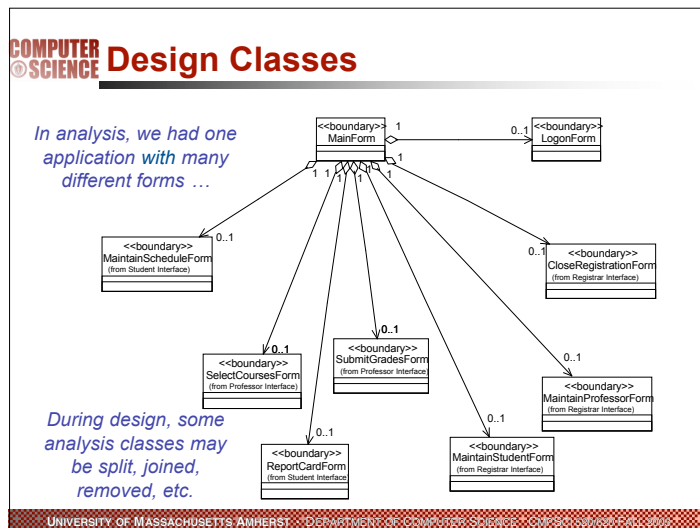 COMPUTER
SCIENCE
Design Classes
In analysis, we had one
application with many
different forms …
<<boundary>>
MainForm
1
0..1
<<boundary>>
LogonForm
1
1
1
1
1
1
1
0..1
<<boundary>>
MaintainScheduleForm
(from Student Interface)
0..1
<<boundary>>
CloseRegistrationForm
(from Registrar Interface)
0..1
<<boundary>>
SelectCoursesForm
(from Professor Interface)
0..1
<<boundary>>
SubmitGradesForm
(from Professor Interface)
0..1
<<boundary>>
MaintainProfessorForm
(from Registrar Interface)
During design, some
analysis classes may
be split, joined,
removed, etc.
0..1
<<boundary>>
ReportCardForm
(from Student Interface)
0..1
<<boundary>>
MaintainStudentForm
(from Registrar Interface)
UNIVERSITY OF MASSACHUSETTS AMHERST • DEPARTMENT OF COMPUTER SCIENCE • CMPSCI 520/620 FALL 2003